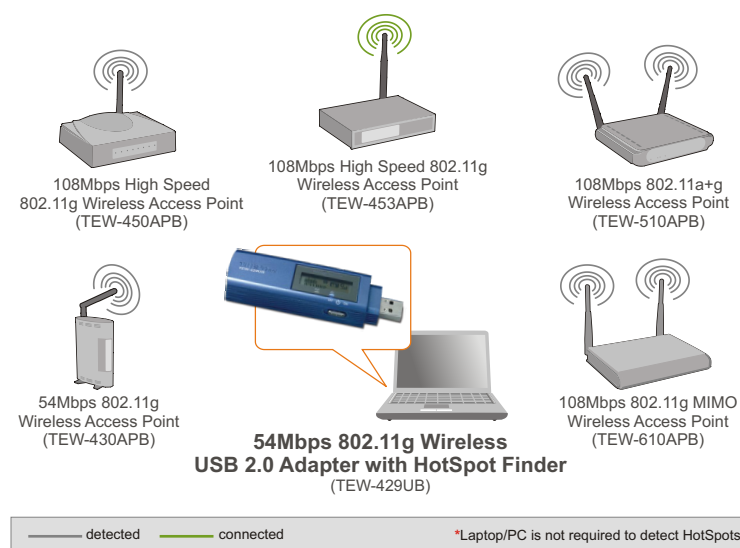 108Mbps High Speed
802.11g Wireless Access Point
(TEW-450APB)
108Mbps High Speed 802.11g
Wireless Access Point
(TEW-453APB)
108Mbps 802.11a+g
Wireless Access Point
(TEW-510APB)
54Mbps 802.11g
Wireless Access Point
(TEW-430APB)
108Mbps 802.11g MIMO
Wireless Access Point
(TEW-610APB)
54Mbps 802.11g Wireless
USB 2.0 Adapter with HotSpot Finder
(TEW-429UB)
detected
connected
*Laptop/PC is not required to detect HotSpots